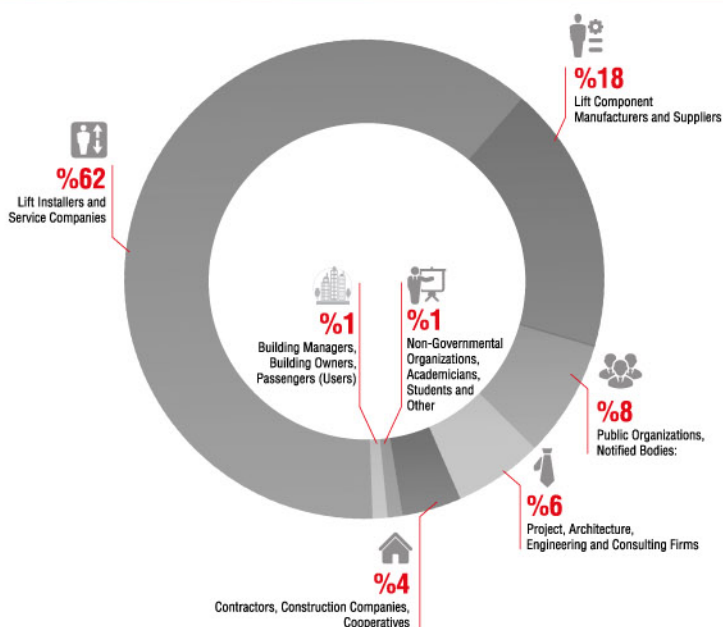 %18
Lift Component
Manufacturers and Suppliers
%62
Lift Installers and
Service Companies
%1
Building Managers,
Building Owners,
Passengers (Users)
%1
Non-Governmental
Organizations,
Academicians,
Students and
Other
%8
Public Organizations,
Notified Bodies:
%6
Project, Architecture,
Engineering and Consulting Firms
%4
Contractors, Construction Companies,
Cooperatives